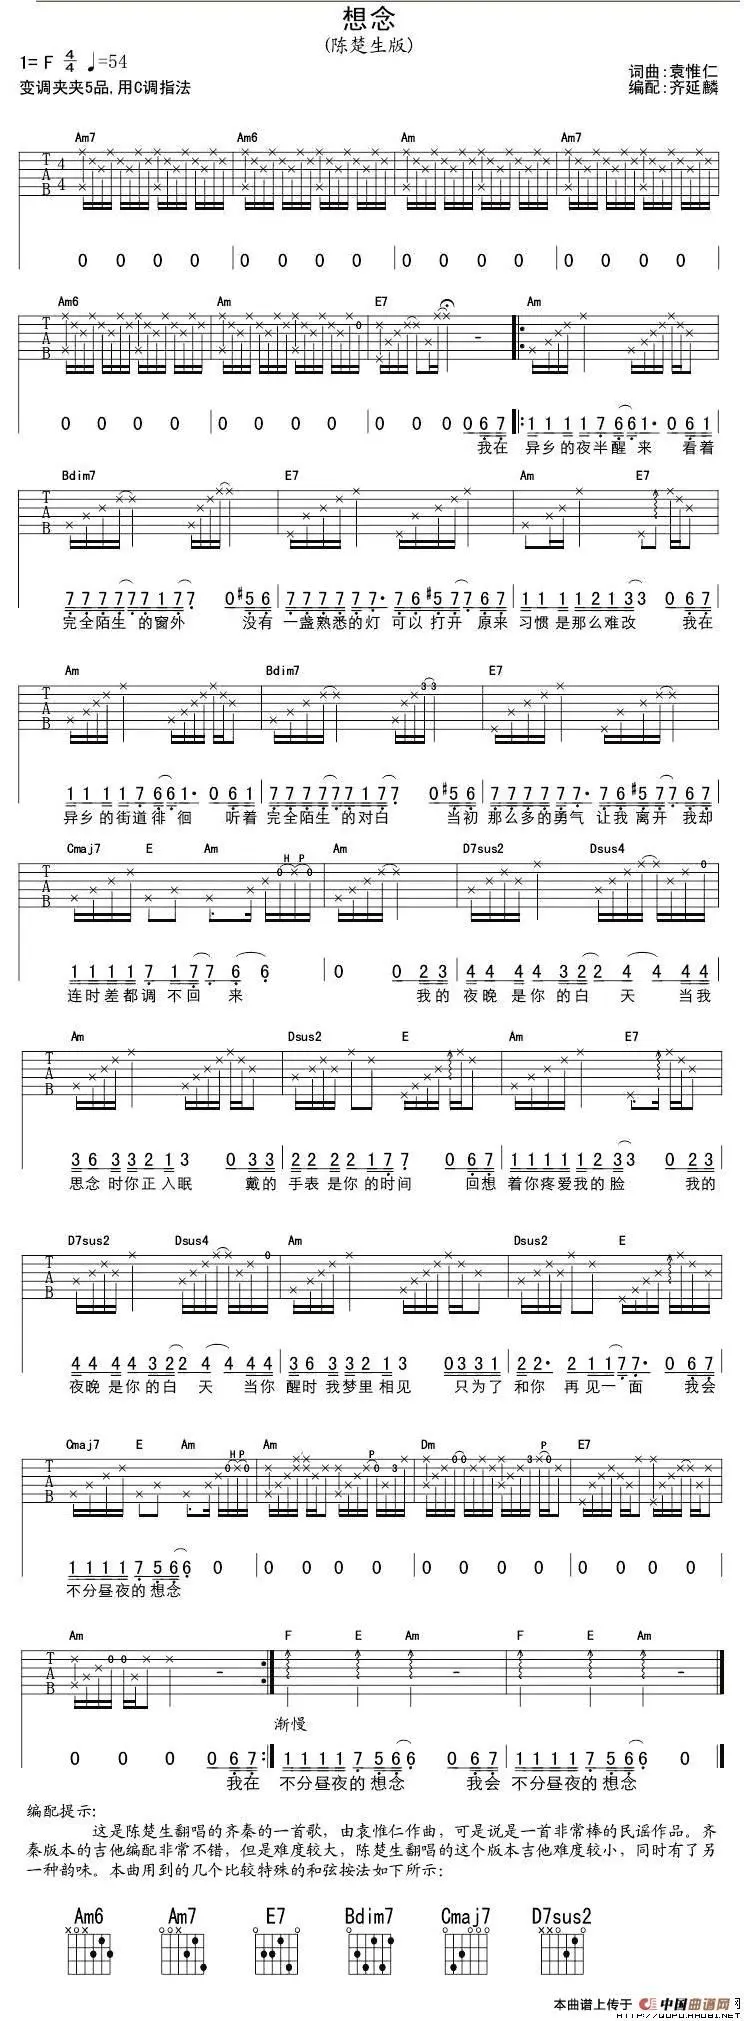 想念
(陈楚生版)
1= F 4/4 ♩=54
词曲:袁惟仁
变调夹夹5品,用C调指法
编配:齐延麟
Am7 Am6 Am Am7
T A B 4 4
0 0 0 0 0 0 0 0 0 0 0 0 0 0 0 0
Am6 Am E7 Am
T A B
0 0 0 0 0 0 0 0 0 0 0 0 6 7 1 1 1 1 7 6 6 1· 0 6 1
我在 异乡的夜半醒 来 看着
Bdim7 E7 Am E7
T A B
7 7 7 7 7 7 1 7 7 0 #5 6 7 7 7 7 7 7· 7 6 #5 7 7 6 7 1 1 1 1 2 1 3 3 0 6 7
完全陌生 的窗外 没有 一盏熟悉的灯 可以 打开 原来 习惯是那么难改 我在
Am Bdim7 E7
T A B
1 1 1 1 7 6 6 1· 0 6 1 7 7 7 7 7 7 1 7 7 0 #5 6 7 7 7 7 7 7· 7 6 #5 7 7 6 7
异乡的街道徘 徊 听着 完全陌生 的对白 当初 那么多的勇气 让我 离开 我却
Cmaj7 E Am H P Am D7sus2 Dsus4
T A B
1 1 1 1 7 1 7 7 6 6 0 0 2 3 4 4 4 4 3 2 2 4 4 4 4
连时差都调 不回 来 我的 夜晚 是你 的白 天 当我
Am Dsus2 E Am E7
T A B
3 6 3 3 2 1 3 0 3 3 2 2 2 2 1 7 7 0 6 7 1 1 1 1 1 2 3 3 0 2 3
思念 时你正入眠 戴的 手表 是你 的时间 回想 着你疼爱我的脸 我的
D7sus2 Dsus4 Am Dsus2 E
T A B
4 4 4 4 3 2 2 4 4 4 4 3 6 3 3 2 1 3 0 3 3 1 2 2· 2 1 1 7 7· 0 6 7
夜晚 是你的白 天 当你 醒时 我梦里 相见 只为了 和你 再见一 面 我会
Cmaj7 E Am H P Am P Dm P E7
T A B
1 1 1 1 7 5 6 6 0 0 0 0 0 0 0 0 0 0 0 0 0
不分昼夜的 想念
Am F E Am F E Am
T A B
渐慢
0 0 0 0 6 7 1 1 1 1 7 5 6 6 0 6 7 1 1 1 1 7 5 6 6 0
我在 不分昼夜的 想念 我会 不分昼夜的 想念
编配提示:
这是陈楚生翻唱的齐秦的一首歌,由袁惟仁作曲,可是说是一首非常棒的民谣作品。齐
秦版本的吉他编配非常不错,但是难度较大,陈楚生翻唱的这个版本吉他难度较小,同时有了另
一种韵味。本曲用到的几个比较特殊的和弦按法如下所示:
Am6 Am7 E7 Bdim7 Cmaj7 D7sus2
本曲谱上传于 中国曲谱网